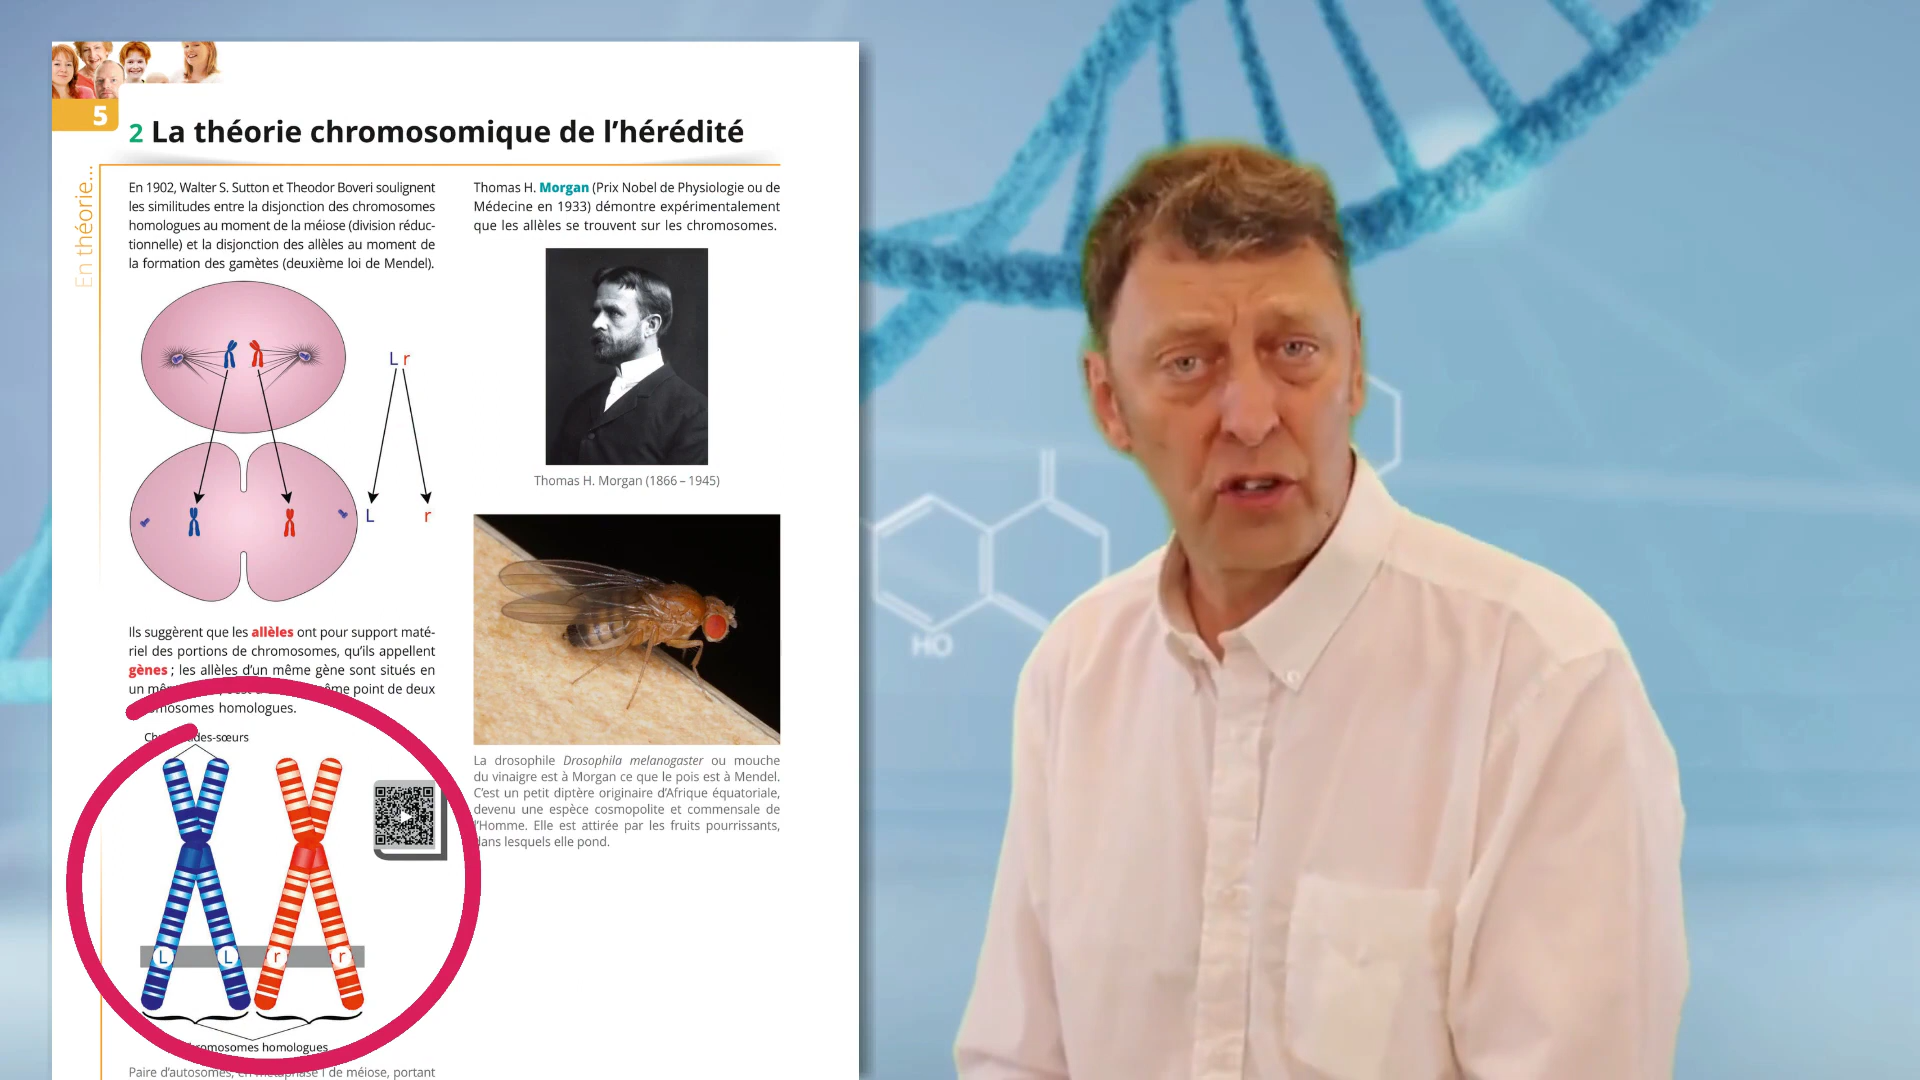 5
2 La théorie chromosomique de l’hérédité
En théorie...
En 1902, Walter S. Sutton et Theodor Boveri soulignent
les similitudes entre la disjonction des chromosomes
homologues au moment de la méiose (division réduc-
tionnelle) et la disjonction des allèles au moment de
la formation des gamètes (deuxième loi de Mendel).
L r
L r
Ils suggèrent que les allèles ont pour support maté-
riel des portions de chromosomes, qu’ils appellent
gènes ; les allèles d’un même gène sont situés en
un point de deux
homologues.
L L r r
homologues
Paire d’autosomes, en métaphase I de méiose, portant
Thomas H. Morgan (Prix Nobel de Physiologie ou de
Médecine en 1933) démontre expérimentalement
que les allèles se trouvent sur les chromosomes.
Thomas H. Morgan (1866 – 1945)
La drosophile Drosophila melanogaster ou mouche
du vinaigre est à Morgan ce que le pois est à Mendel.
C’est un petit diptère originaire d’Afrique équatoriale,
devenu une espèce cosmopolite et commensale de
l’Homme. Elle est attirée par les fruits pourrissants,
dans lesquels elle pond.
HO